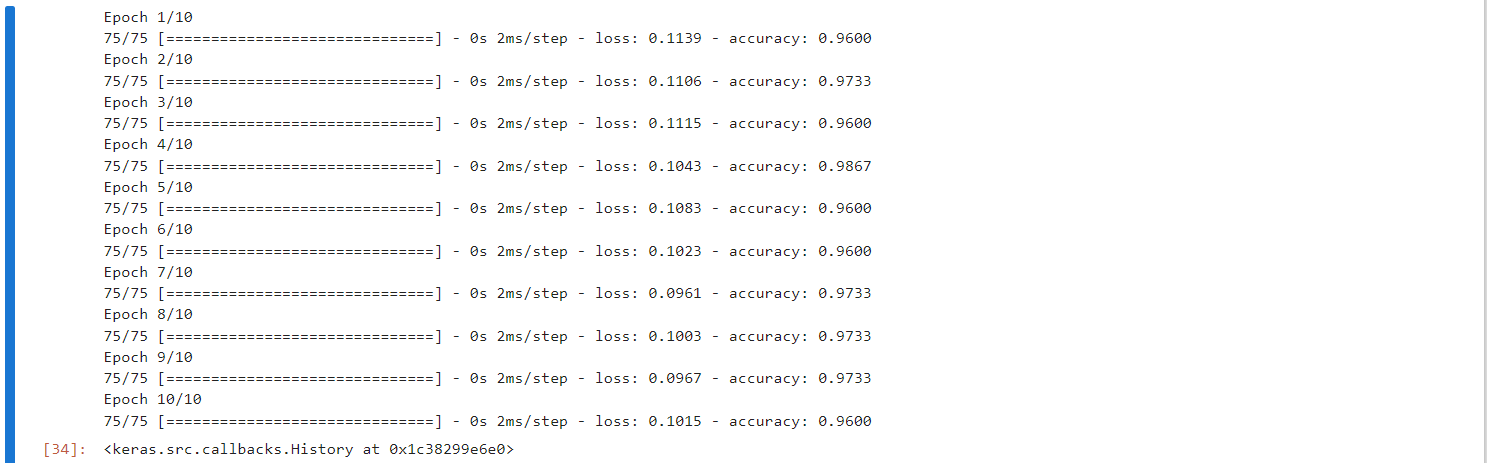 Epoch 1/10
75/75 [==============================] - 0s 2ms/step - loss: 0.1139 - accuracy: 0.9600
Epoch 2/10
75/75 [==============================] - 0s 2ms/step - loss: 0.1106 - accuracy: 0.9733
Epoch 3/10
75/75 [==============================] - 0s 2ms/step - loss: 0.1115 - accuracy: 0.9600
Epoch 4/10
75/75 [==============================] - 0s 2ms/step - loss: 0.1043 - accuracy: 0.9867
Epoch 5/10
75/75 [==============================] - 0s 2ms/step - loss: 0.1083 - accuracy: 0.9600
Epoch 6/10
75/75 [==============================] - 0s 2ms/step - loss: 0.1023 - accuracy: 0.9600
Epoch 7/10
75/75 [==============================] - 0s 2ms/step - loss: 0.0961 - accuracy: 0.9733
Epoch 8/10
75/75 [==============================] - 0s 2ms/step - loss: 0.1003 - accuracy: 0.9733
Epoch 9/10
75/75 [==============================] - 0s 2ms/step - loss: 0.0967 - accuracy: 0.9733
Epoch 10/10
75/75 [==============================] - 0s 2ms/step - loss: 0.1015 - accuracy: 0.9600
[34]: <keras.src.callbacks.History at 0x1c38299e6e0>